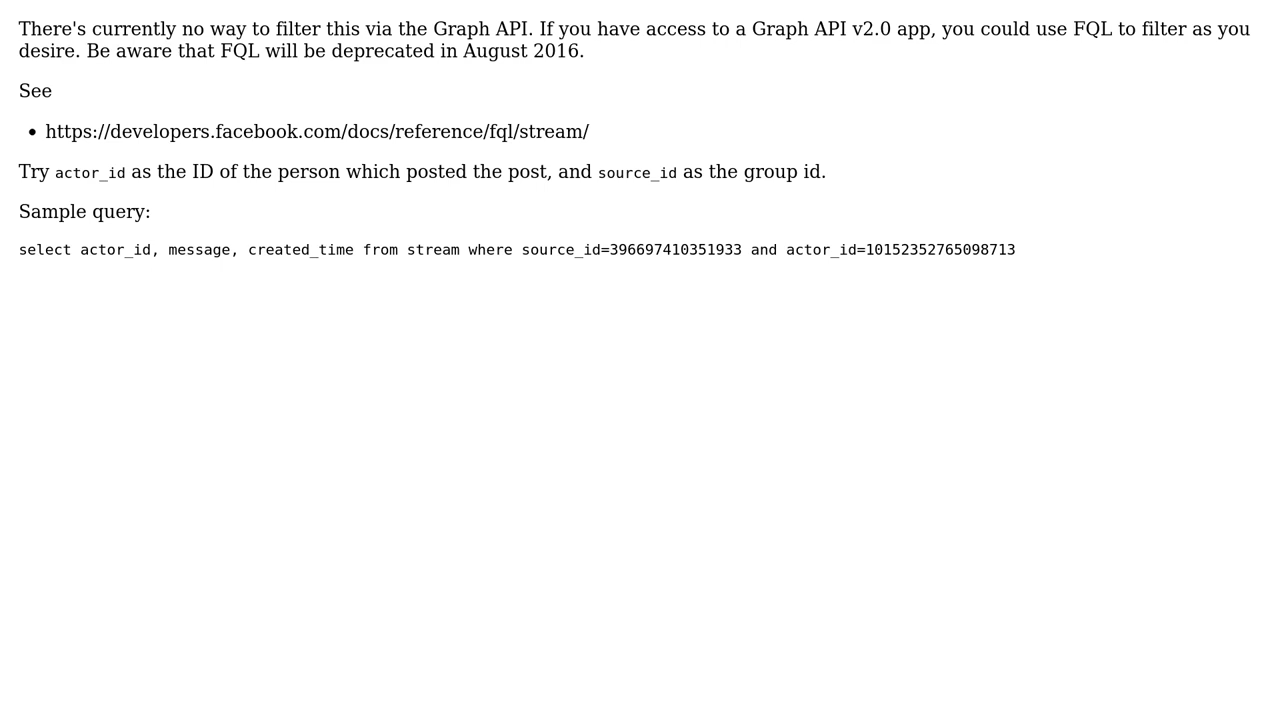 There's currently no way to filter this via the Graph API. If you have access to a Graph API v2.0 app, you could use FQL to filter as you
desire. Be aware that FQL will be deprecated in August 2016.
See
• https://developers.facebook.com/docs/reference/fql/stream/
Try actor_id as the ID of the person which posted the post, and source_id as the group id.
Sample query:
select actor_id, message, created_time from stream where source_id=396697410351933 and actor_id=10152352765098713